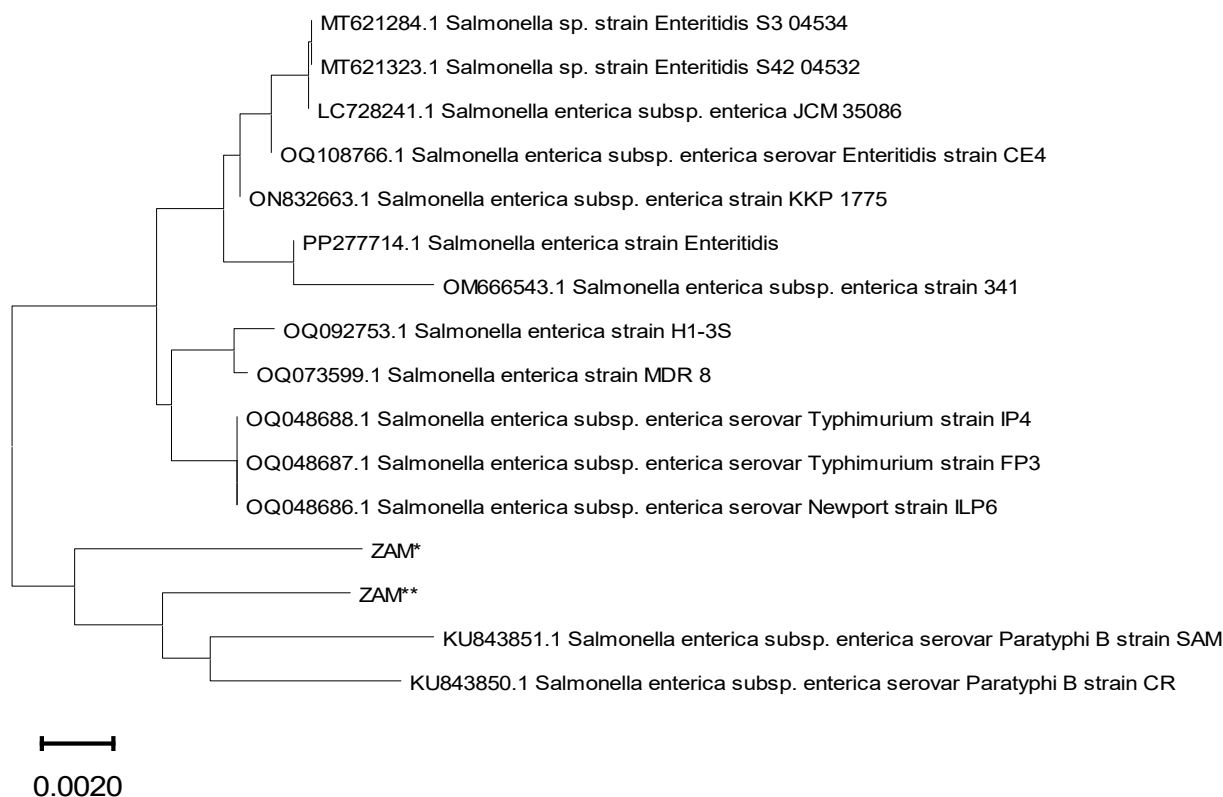 MT621284.1 Salmonella sp. strain Enteritidis S3 04534
MT621323.1 Salmonella sp. strain Enteritidis S42 04532
LC728241.1 Salmonella enterica subsp. enterica JCM 35086
OQ108766.1 Salmonella enterica subsp. enterica serovar Enteritidis strain CE4
ON832663.1 Salmonella enterica subsp. enterica strain KKP 1775
PP277714.1 Salmonella enterica strain Enteritidis
OM666543.1 Salmonella enterica subsp. enterica strain 341
OQ092753.1 Salmonella enterica strain H1-3S
OQ073599.1 Salmonella enterica strain MDR 8
OQ048688.1 Salmonella enterica subsp. enterica serovar Typhimurium strain IP4
OQ048687.1 Salmonella enterica subsp. enterica serovar Typhimurium strain FP3
OQ048686.1 Salmonella enterica subsp. enterica serovar Newport strain ILP6
ZAM*
ZAM**
KU843851.1 Salmonella enterica subsp. enterica serovar Paratyphi B strain SAM
KU843850.1 Salmonella enterica subsp. enterica serovar Paratyphi B strain CR
0.0020